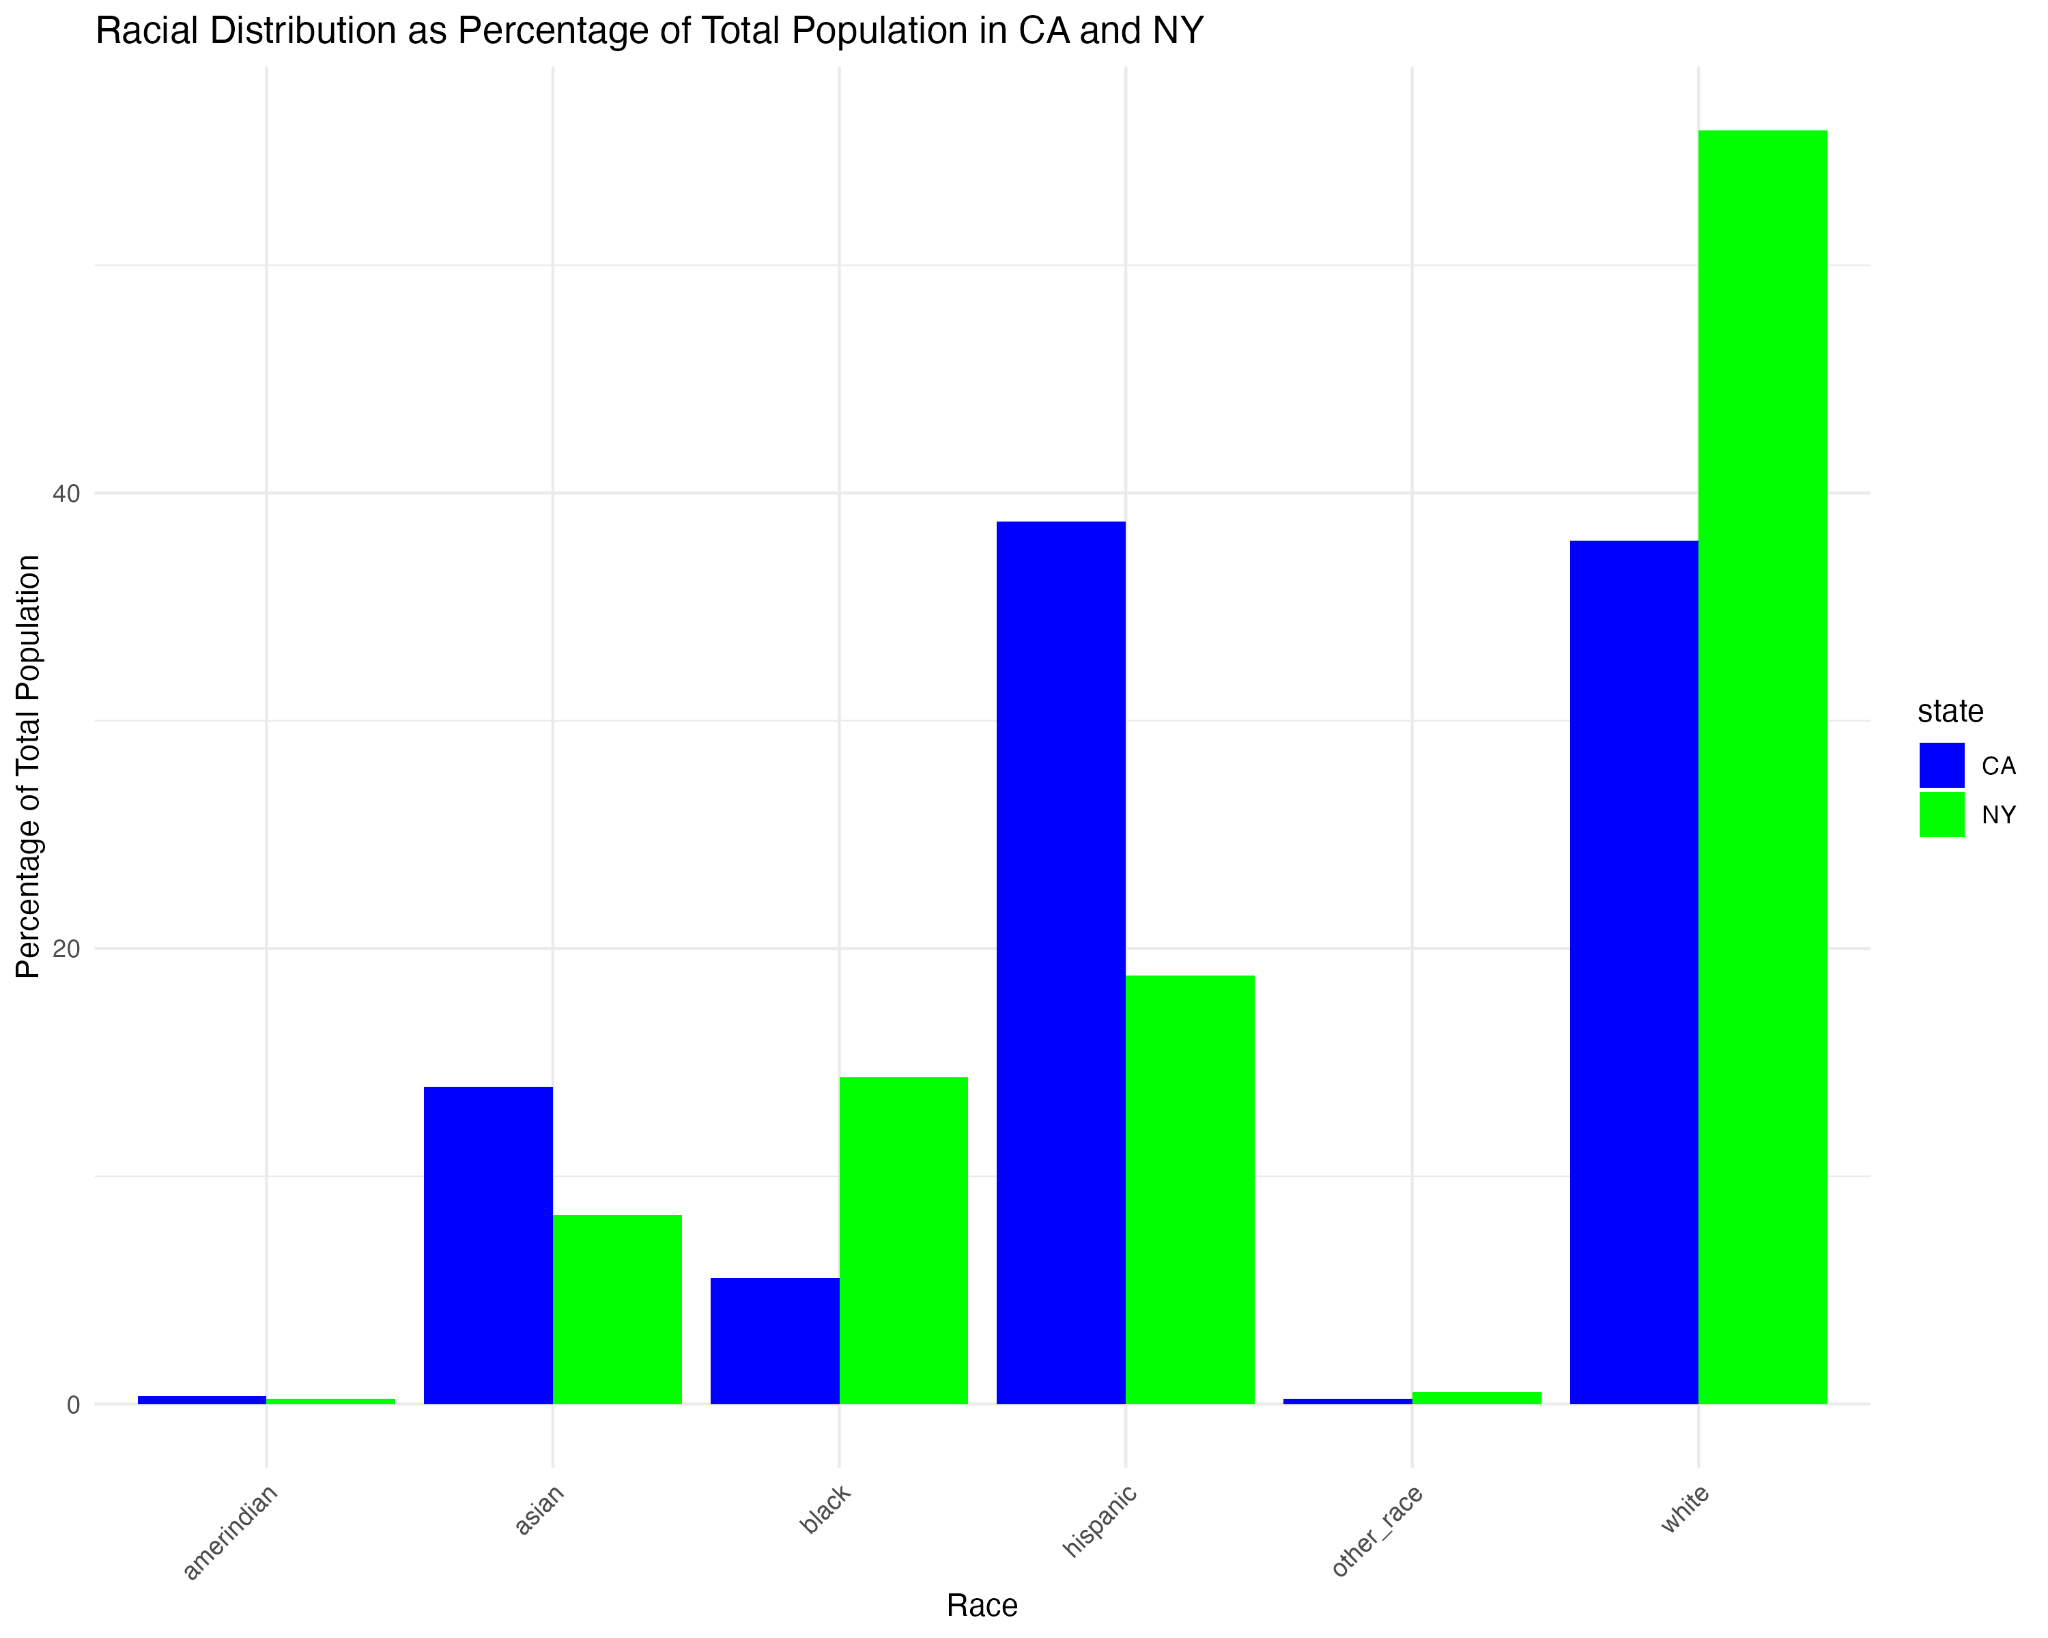 Racial Distribution as Percentage of Total Population in CA and NY
Percentage of Total Population
40
20
0
amerindian
asian
black
hispanic
other_race
white
Race
state
CA
NY